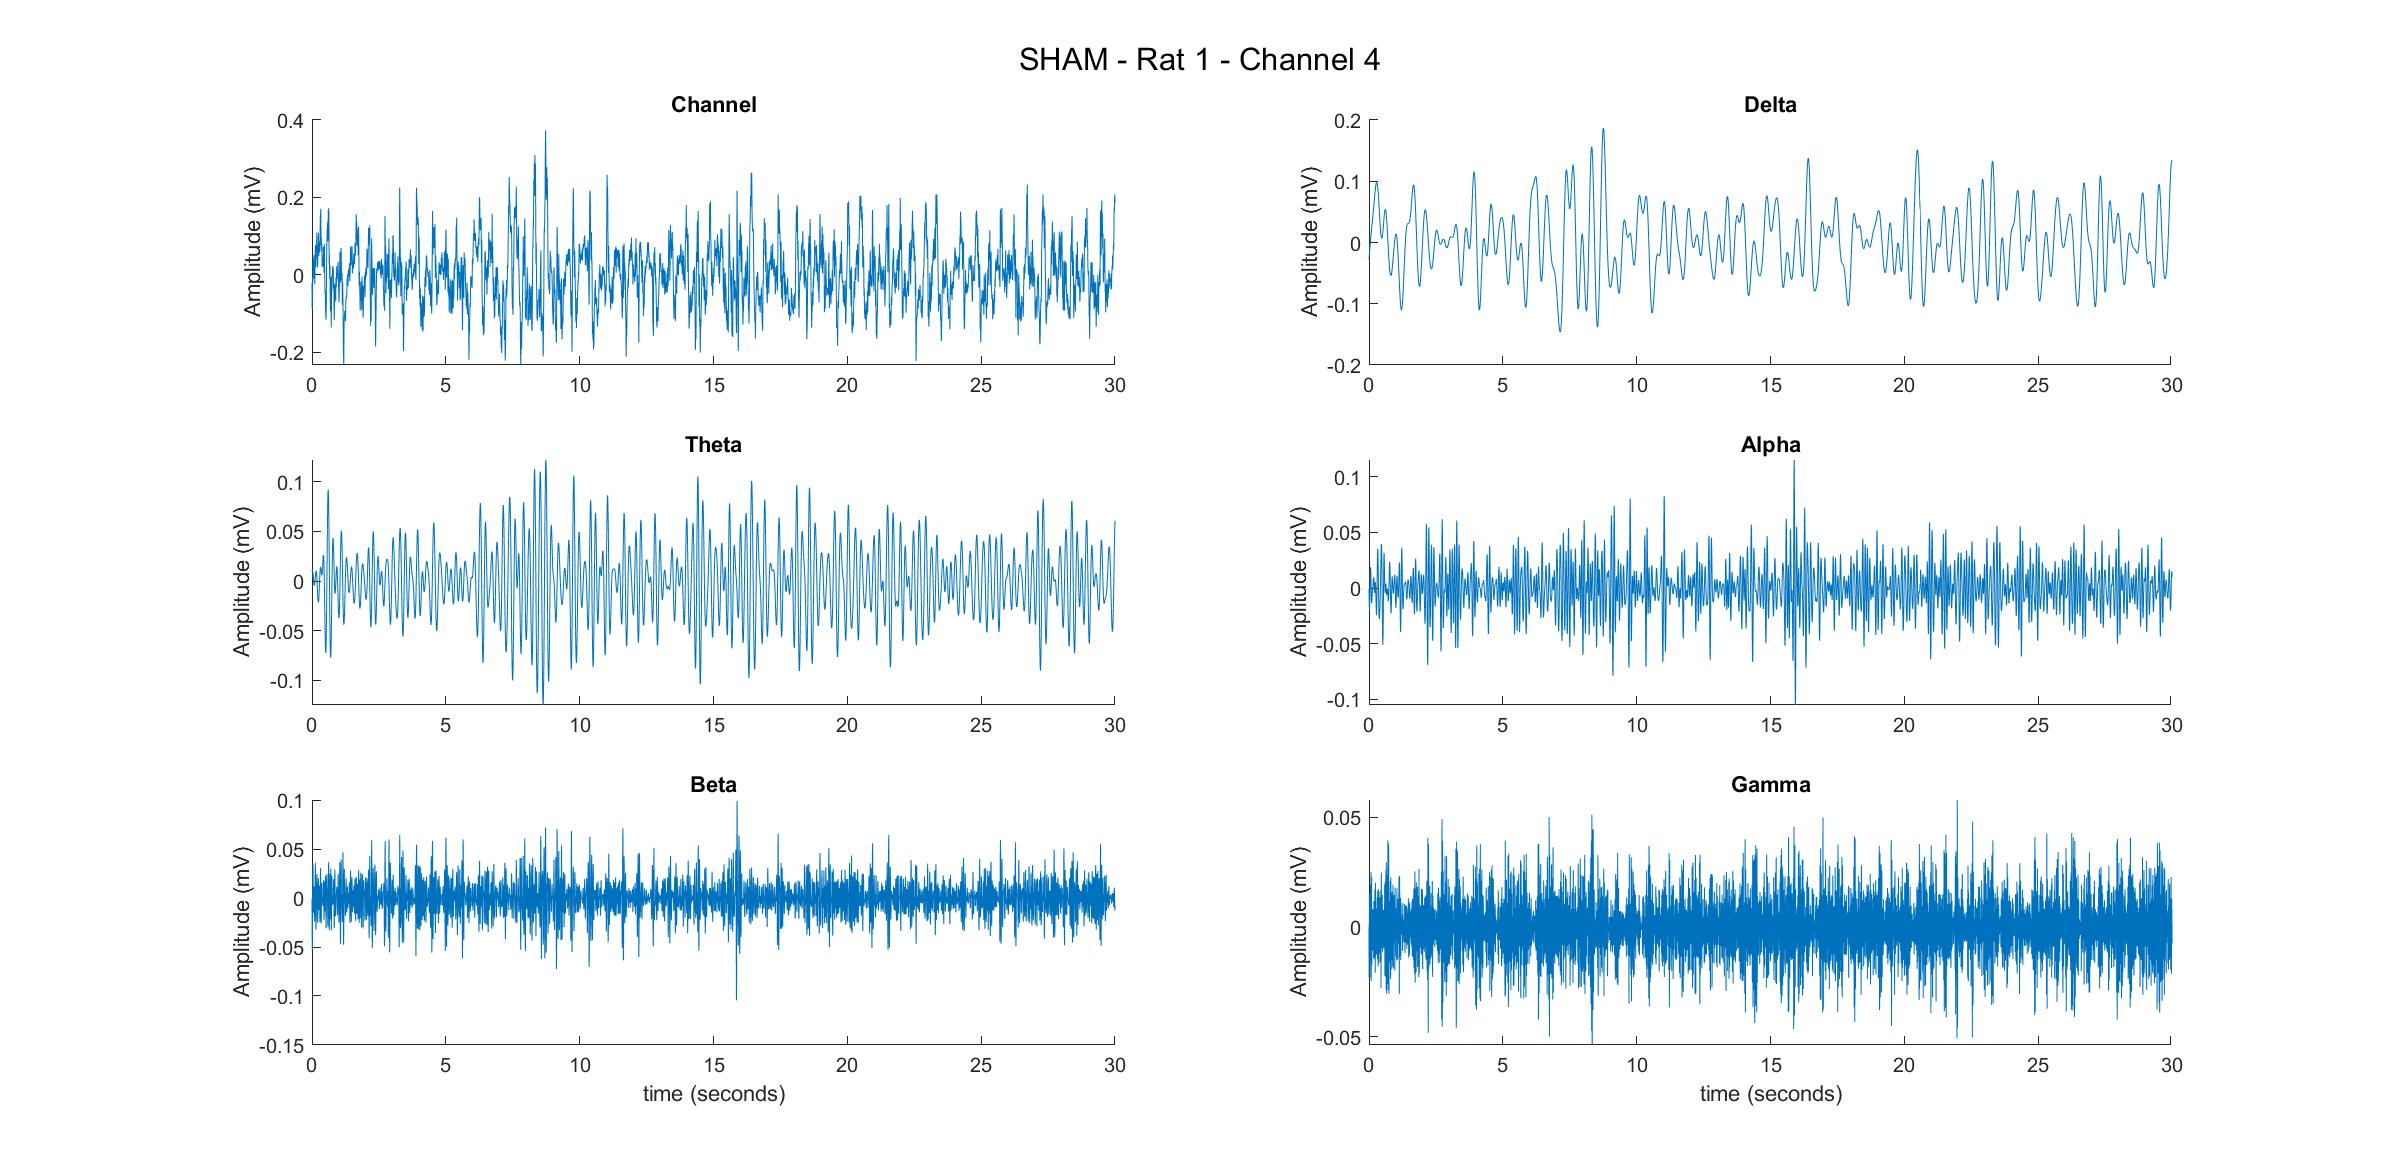 SHAM - Rat 1 - Channel 4
Channel
Amplitude (mV)
0.4
0.2
0
-0.2
0 5 10 15 20 25 30
Delta
Amplitude (mV)
0.2
0.1
0
-0.1
-0.2
0 5 10 15 20 25 30
Theta
Amplitude (mV)
0.1
0.05
0
-0.05
-0.1
0 5 10 15 20 25 30
Alpha
Amplitude (mV)
0.1
0.05
0
-0.05
-0.1
0 5 10 15 20 25 30
Beta
Amplitude (mV)
0.1
0.05
0
-0.05
-0.1
-0.15
0 5 10 15 20 25 30
time (seconds)
Gamma
Amplitude (mV)
0.05
0
-0.05
0 5 10 15 20 25 30
time (seconds)